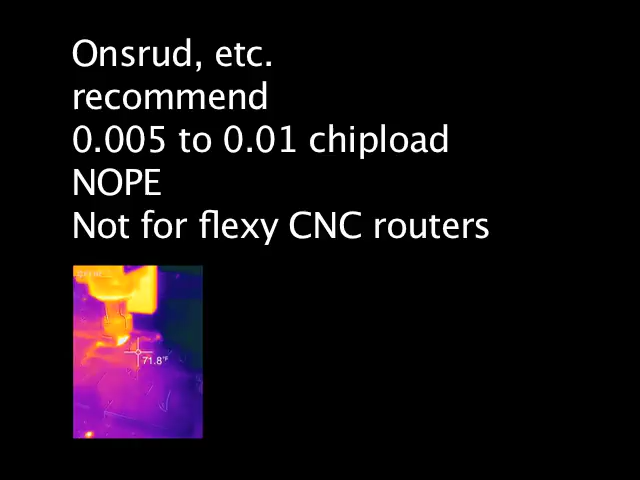 Onsrud, etc.
recommend
0.005 to 0.01 chipload
NOPE
Not for flexy CNC routers
71.8°F